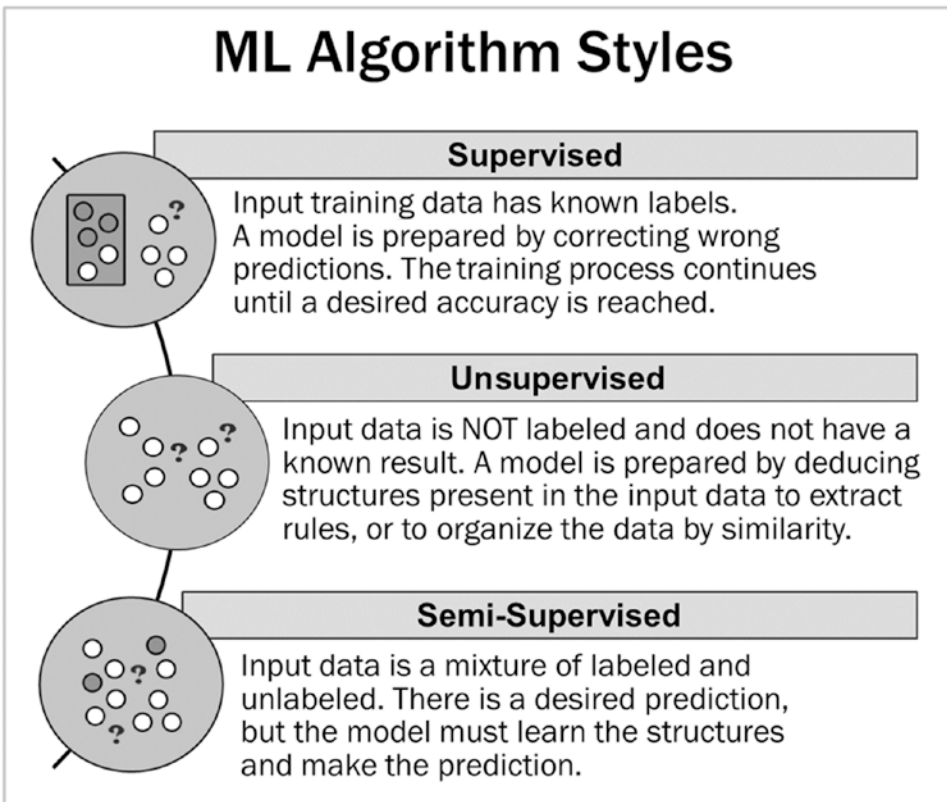 ML Algorithm Styles
Supervised
?
Input training data has known labels.
A model is prepared by correcting wrong
predictions. The training process continues
until a desired accuracy is reached.
Unsupervised
? ?
Input data is NOT labeled and does not have a
known result. A model is prepared by deducing
structures present in the input data to extract
rules, or to organize the data by similarity.
Semi-Supervised
?
?
Input data is a mixture of labeled and
unlabeled. There is a desired prediction,
but the model must learn the structures
and make the prediction.